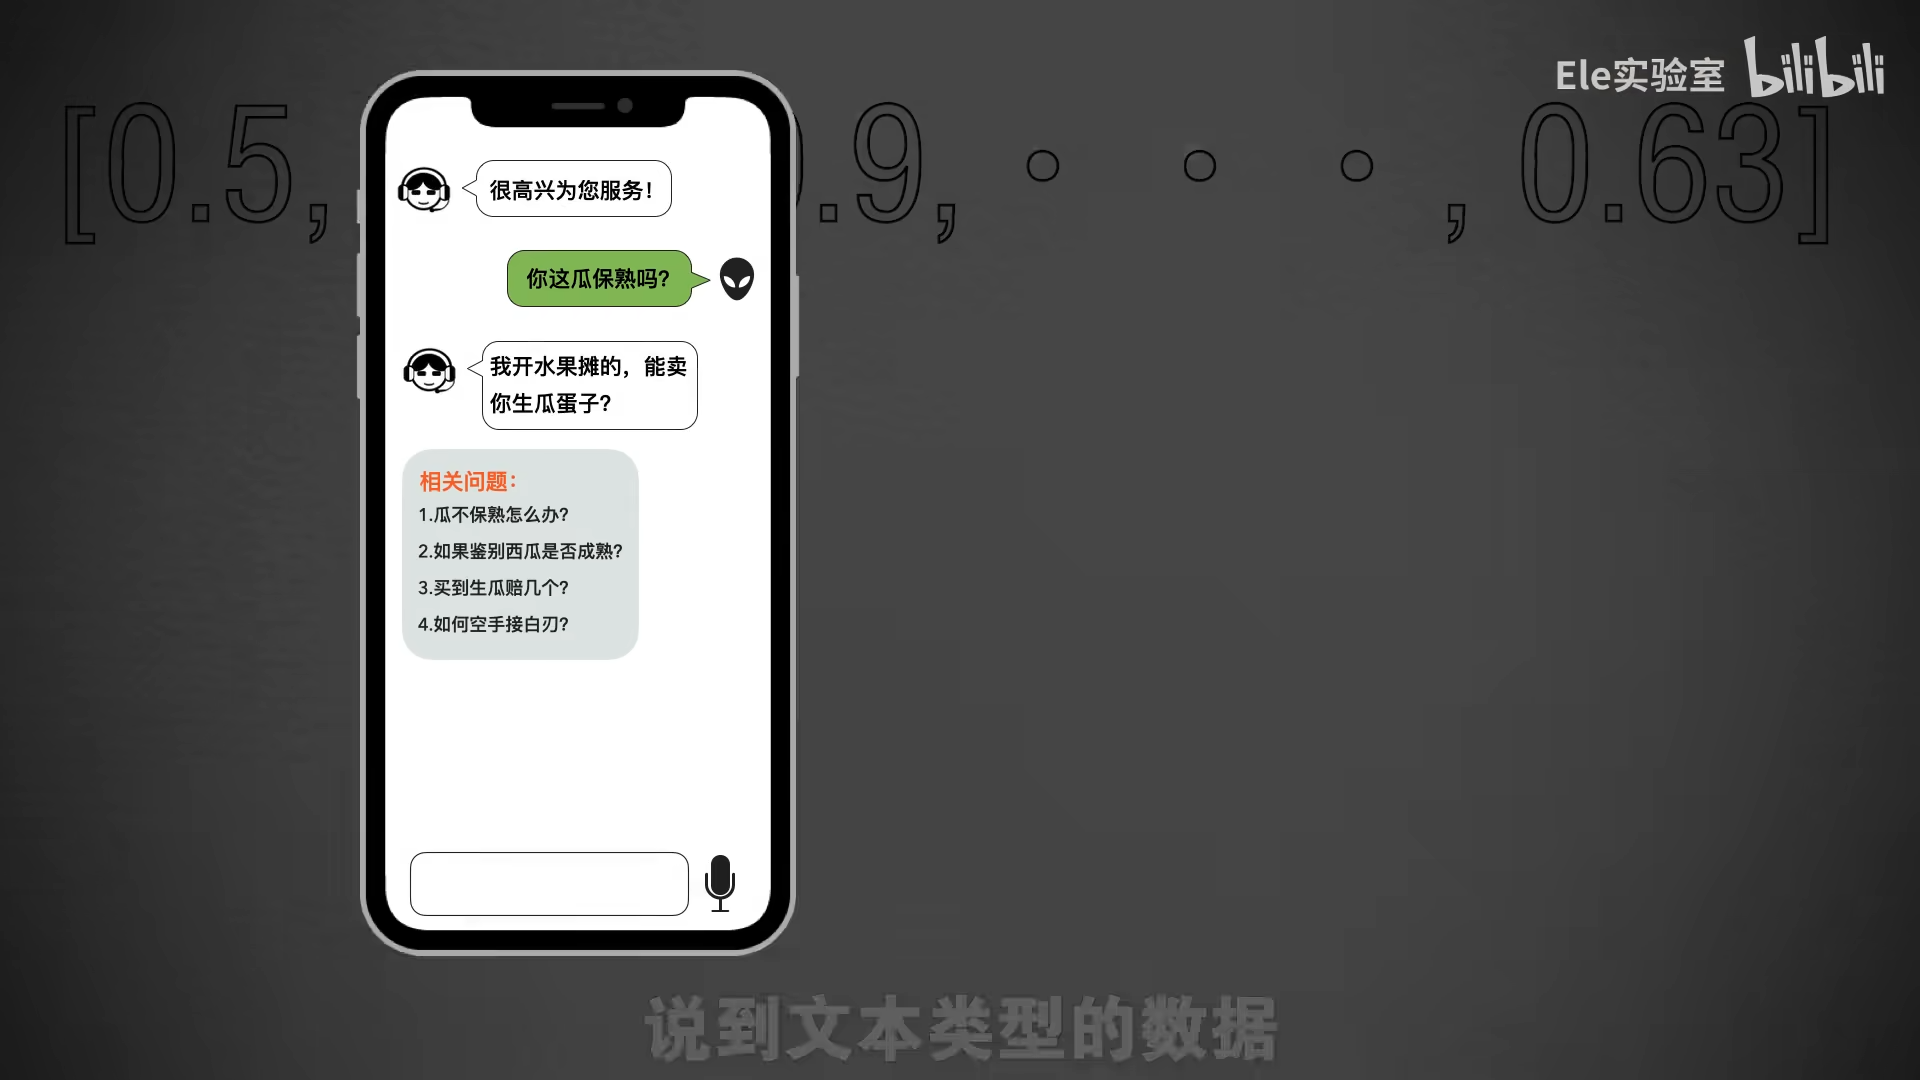 Ele实验室 bilibili
[0.5, 0.9, · · · , 0.63]
很高兴为您服务！
你这瓜保熟吗？
我开水果摊的，能卖
你生瓜蛋子？
相关问题：
1.瓜不保熟怎么办？
2.如果鉴别西瓜是否成熟？
3.买到生瓜赔几个？
4.如何空手接白刃？
说到文本类型的数据